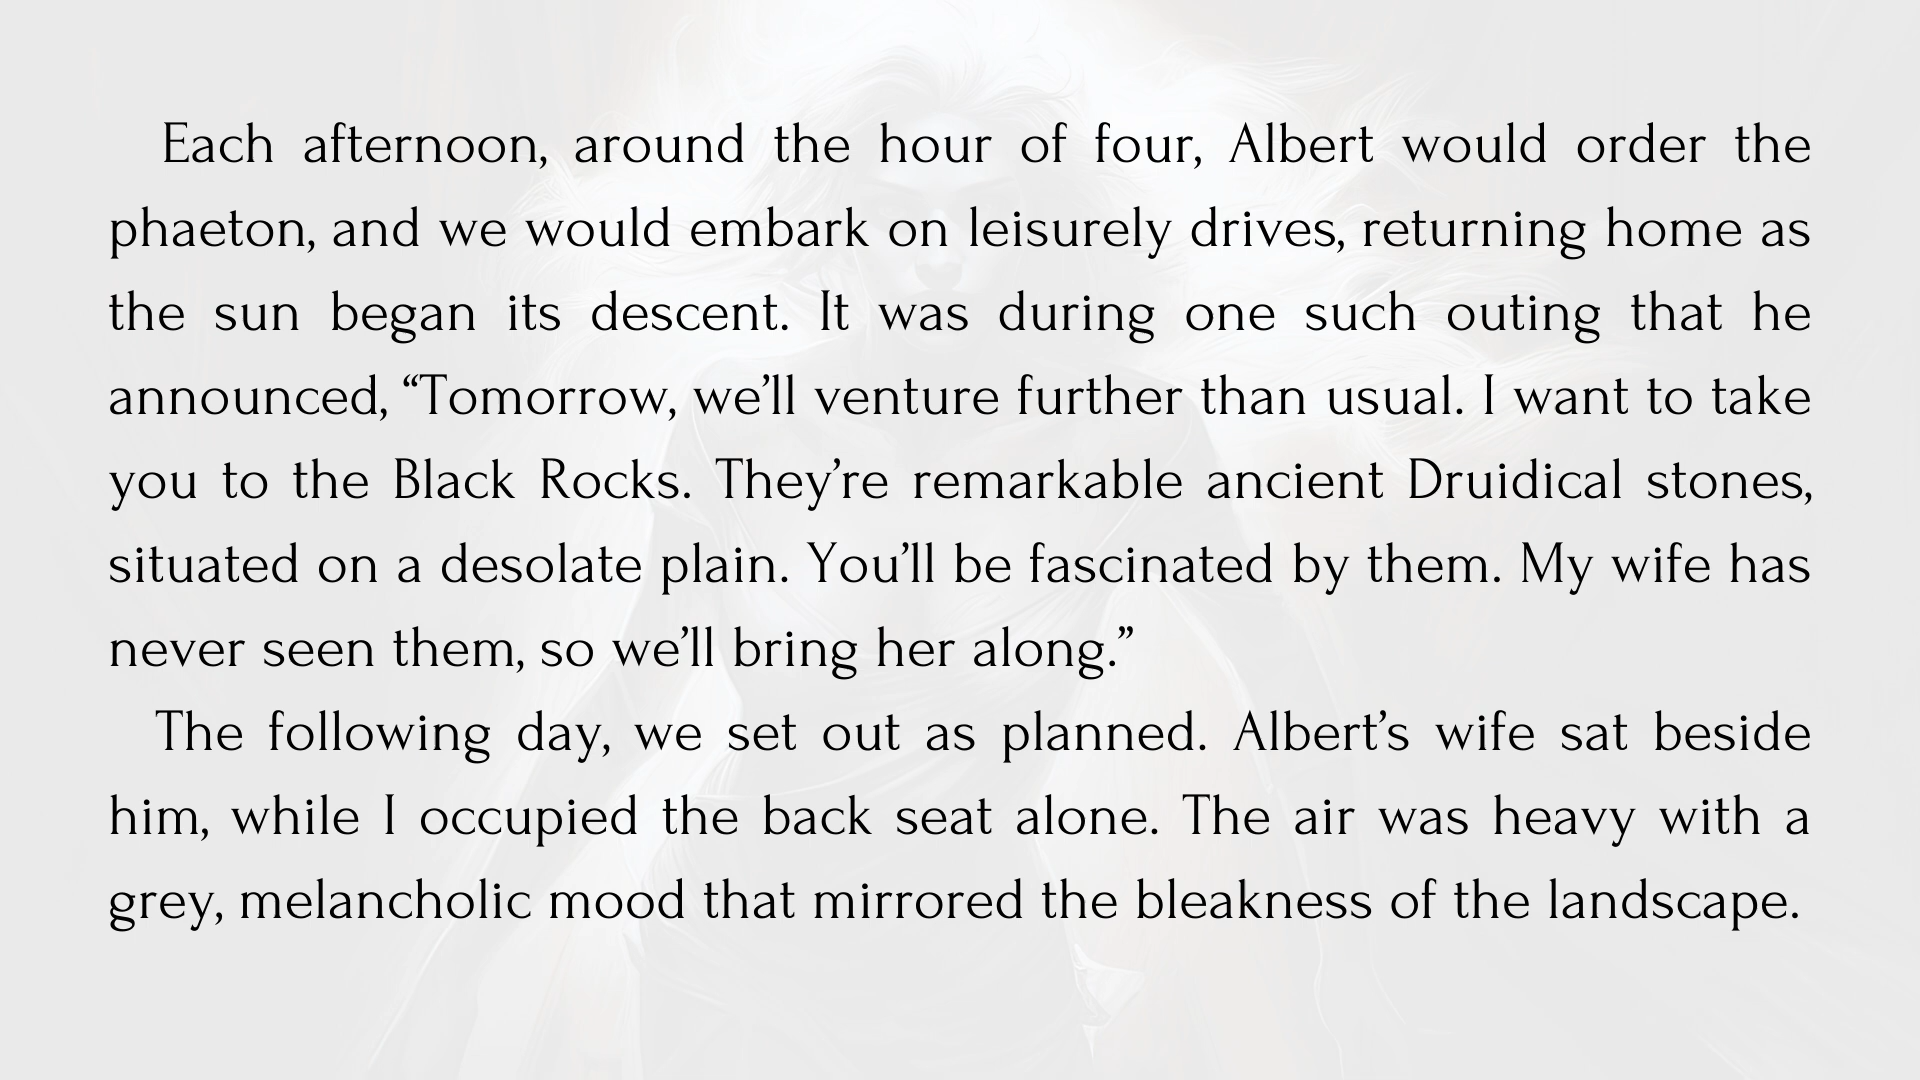 Each afternoon, around the hour of four, Albert would order the
phaeton, and we would embark on leisurely drives, returning home as
the sun began its descent. It was during one such outing that he
announced, “Tomorrow, we’ll venture further than usual. I want to take
you to the Black Rocks. They’re remarkable ancient Druidical stones,
situated on a desolate plain. You’ll be fascinated by them. My wife has
never seen them, so we’ll bring her along.”
The following day, we set out as planned. Albert’s wife sat beside
him, while I occupied the back seat alone. The air was heavy with a
grey, melancholic mood that mirrored the bleakness of the landscape.